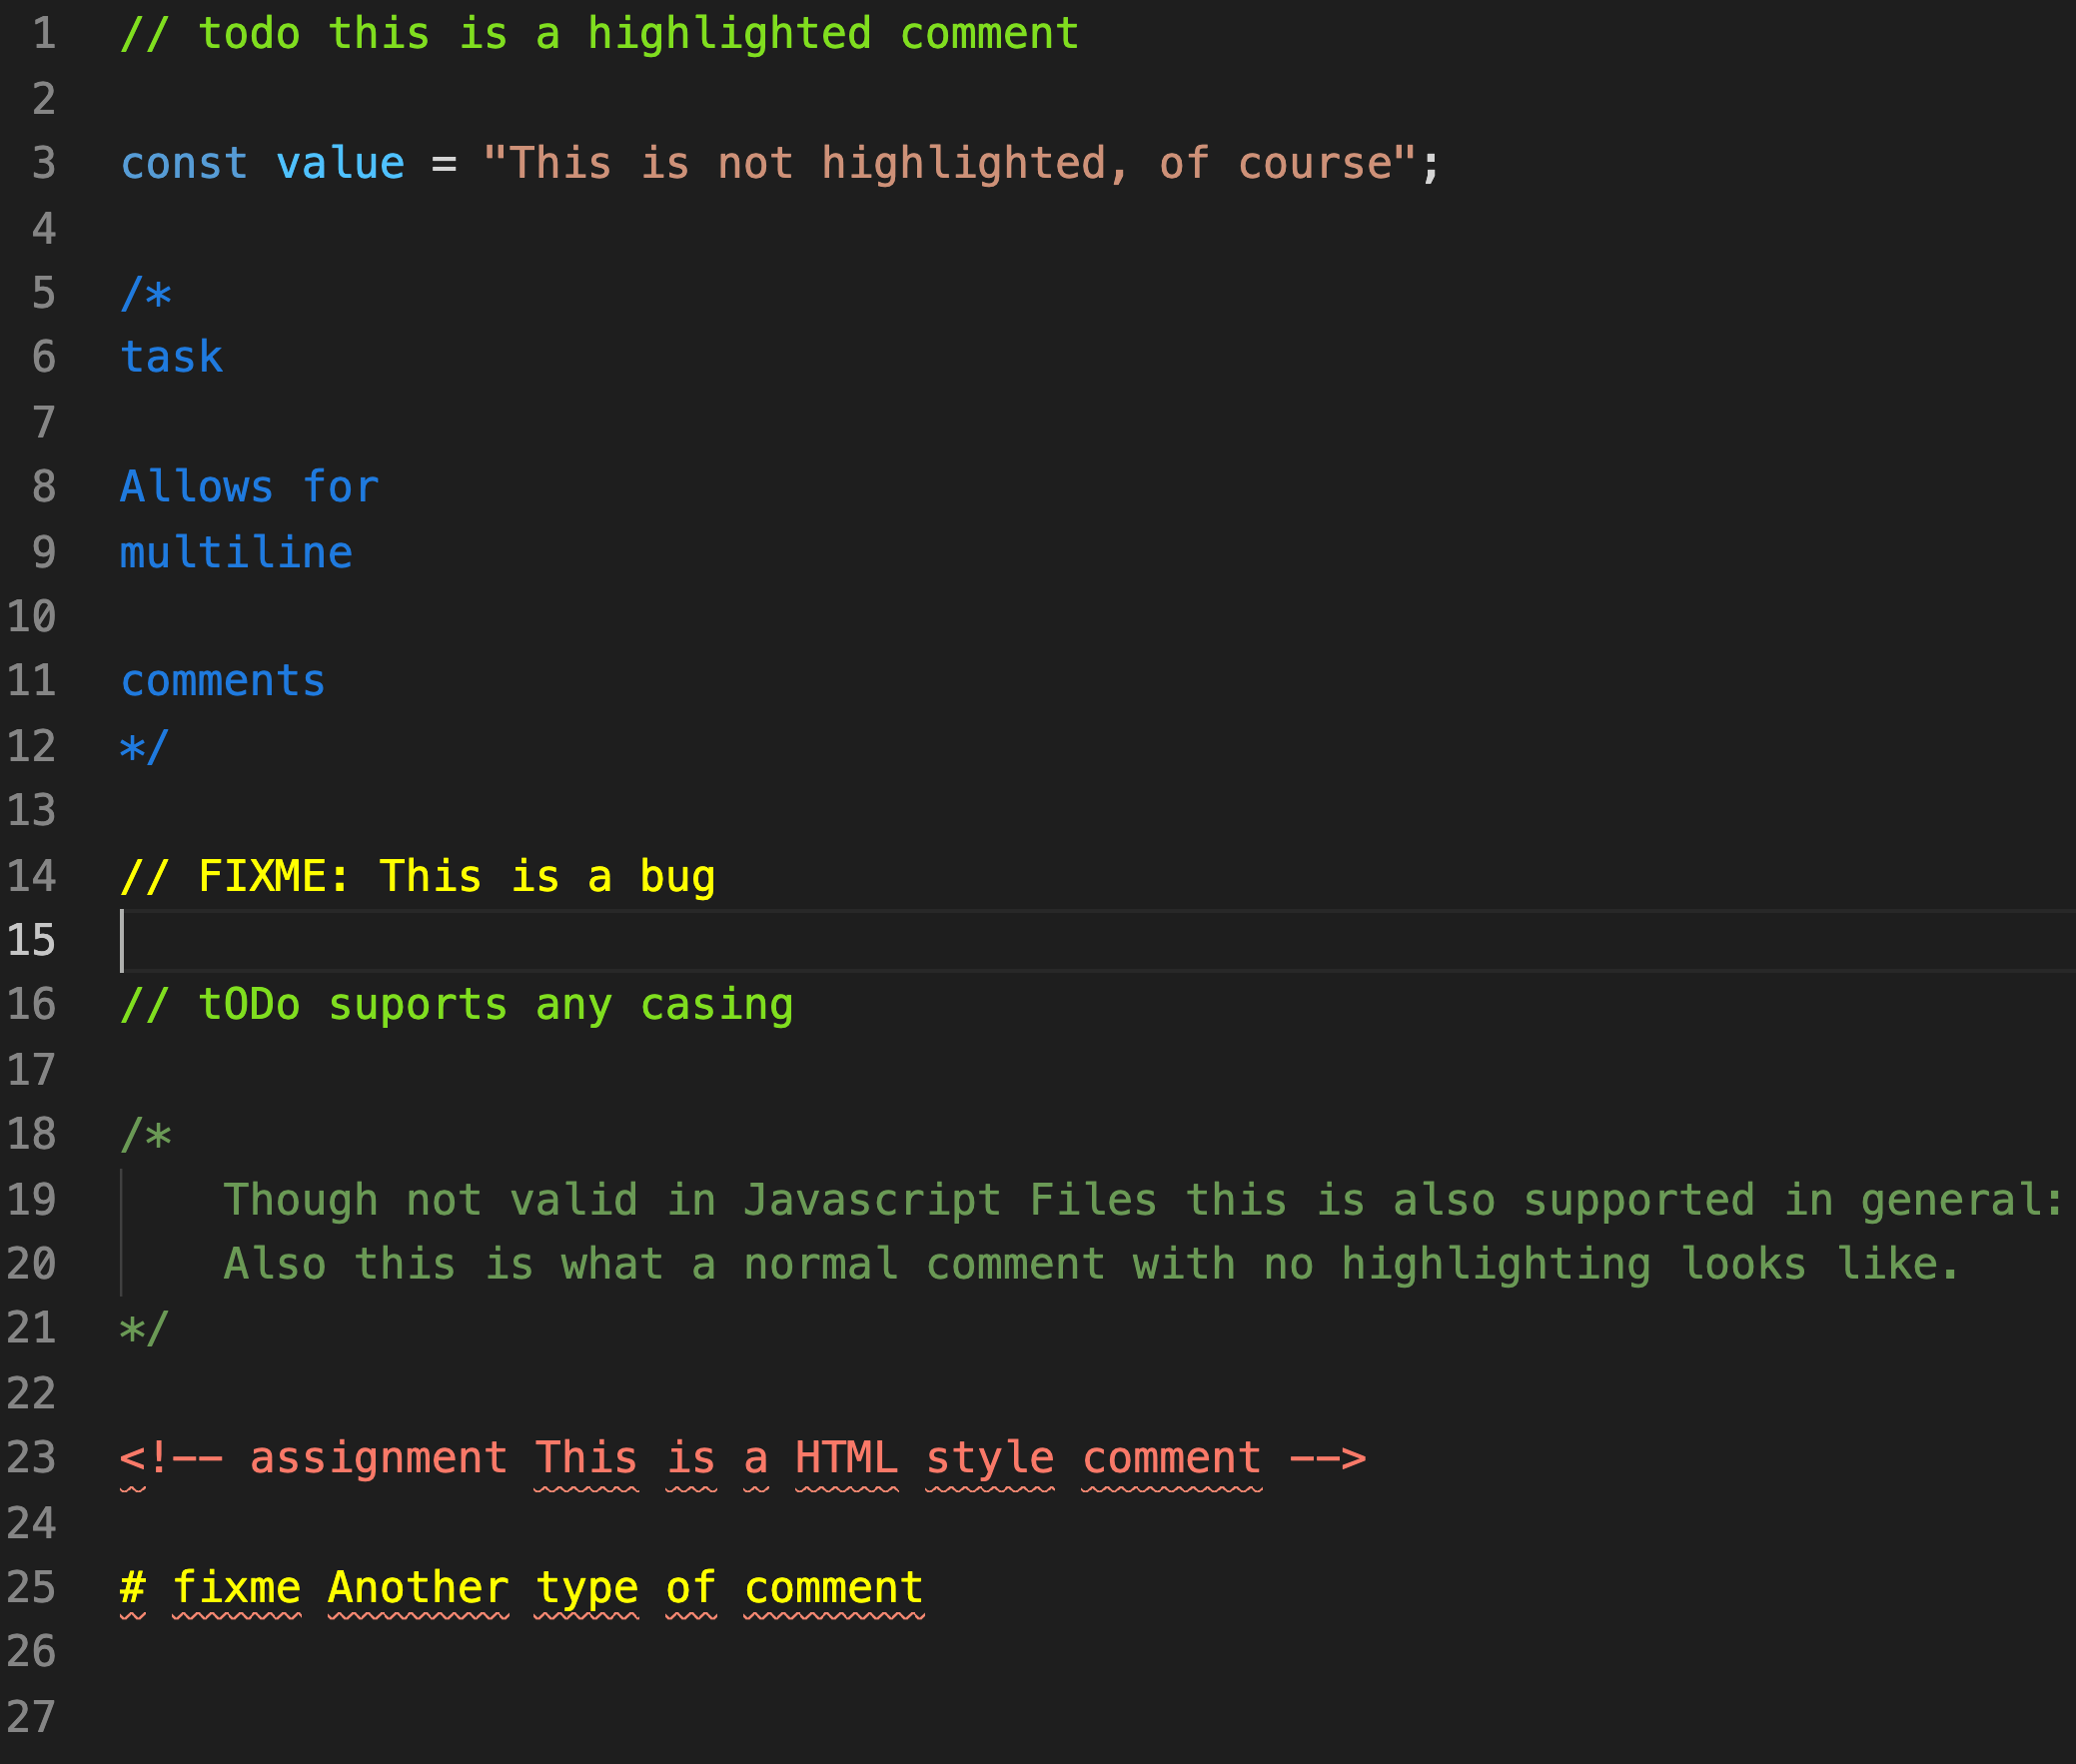 1 // todo this is a highlighted comment
2
3 const value = "This is not highlighted, of course";
4
5 /*
6 task
7
8 Allows for
9 multiline
10
11 comments
12 */
13
14 // FIXME: This is a bug
15
16 // tODo suports any casing
17
18 /*
19     Though not valid in Javascript Files this is also supported in general:
20     Also this is what a normal comment with no highlighting looks like.
21 */
22
23 <!-- assignment This is a HTML style comment -->
24
25 # fixme Another type of comment
26
27